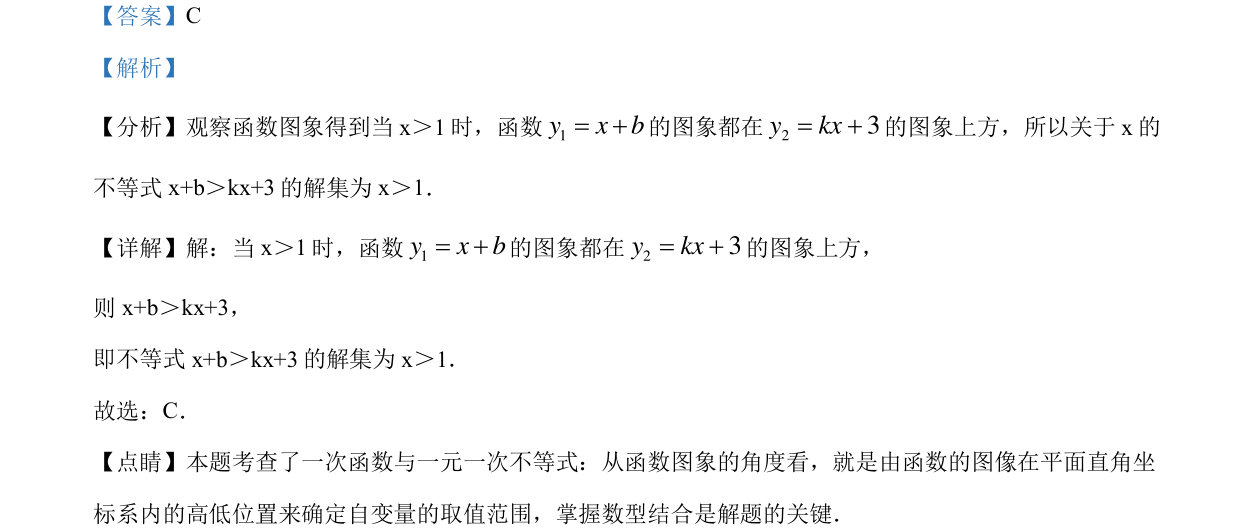 【答案】C
【解析】
【分析】观察函数图象得到当 x＞1 时，函数 y₁ = x + b 的图象都在 y₂ = kx + 3 的图象上方，所以关于 x 的
不等式 x+b＞kx+3 的解集为 x＞1．
【详解】解：当 x＞1 时，函数 y₁ = x + b 的图象都在 y₂ = kx + 3 的图象上方，
则 x+b＞kx+3，
即不等式 x+b＞kx+3 的解集为 x＞1．
故选：C．
【点睛】本题考查了一次函数与一元一次不等式：从函数图象的角度看，就是由函数的图像在平面直角坐
标系内的高低位置来确定自变量的取值范围，掌握数型结合是解题的关键．